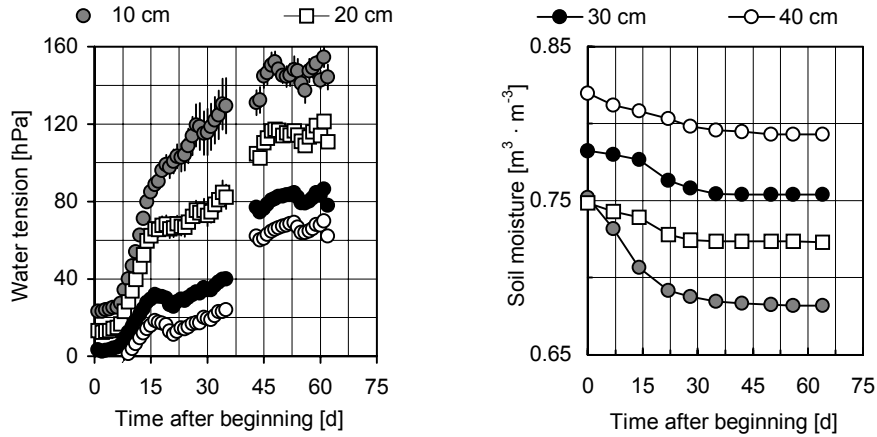 10 cm 20 cm 30 cm 40 cm
160
120
80
40
0
Water tension [hPa]
0 15 30 45 60 75
Time after beginning [d]
0.85
0.75
0.65
Soil moisture [m³ · m⁻³]
0 15 30 45 60 75
Time after beginning [d]